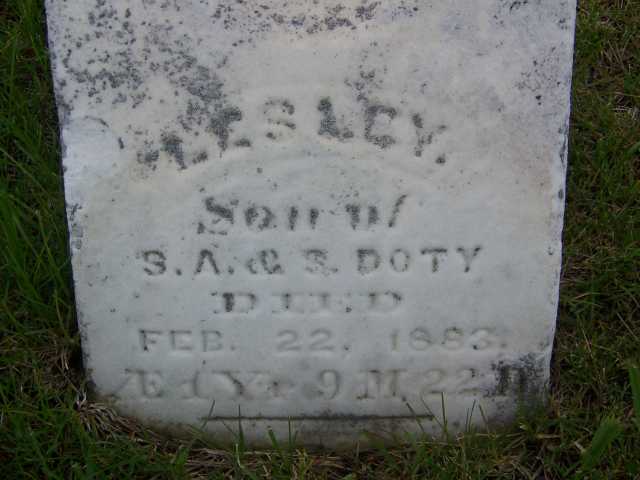 WESLEY.
Son of
S. A. & S. DOTY
DIED
FEB. 22, 1883.
Æ 1 Y. 9 M. 22 D